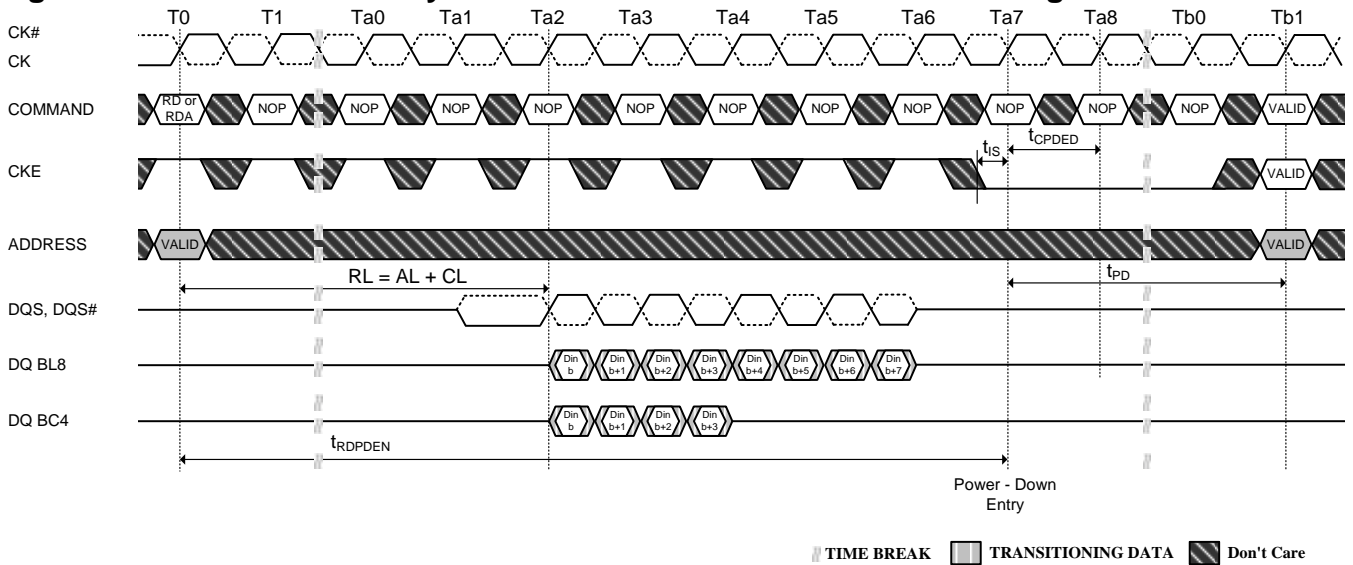 T0 T1 Ta0 Ta1 Ta2 Ta3 Ta4 Ta5 Ta6 Ta7 Ta8 Tb0 Tb1
CK#
CK
COMMAND RD or RDA NOP NOP NOP NOP NOP NOP NOP NOP NOP NOP NOP VALID
tIS tCPDED
CKE VALID
ADDRESS VALID VALID
RL = AL + CL tPD
DQS, DQS#
DQ BL8 Din b Din b+1 Din b+2 Din b+3 Din b+4 Din b+5 Din b+6 Din b+7
DQ BC4 Din b Din b+1 Din b+2 Din b+3
tRDPDEN
Power - Down
Entry
TIME BREAK TRANSITIONING DATA Don't Care